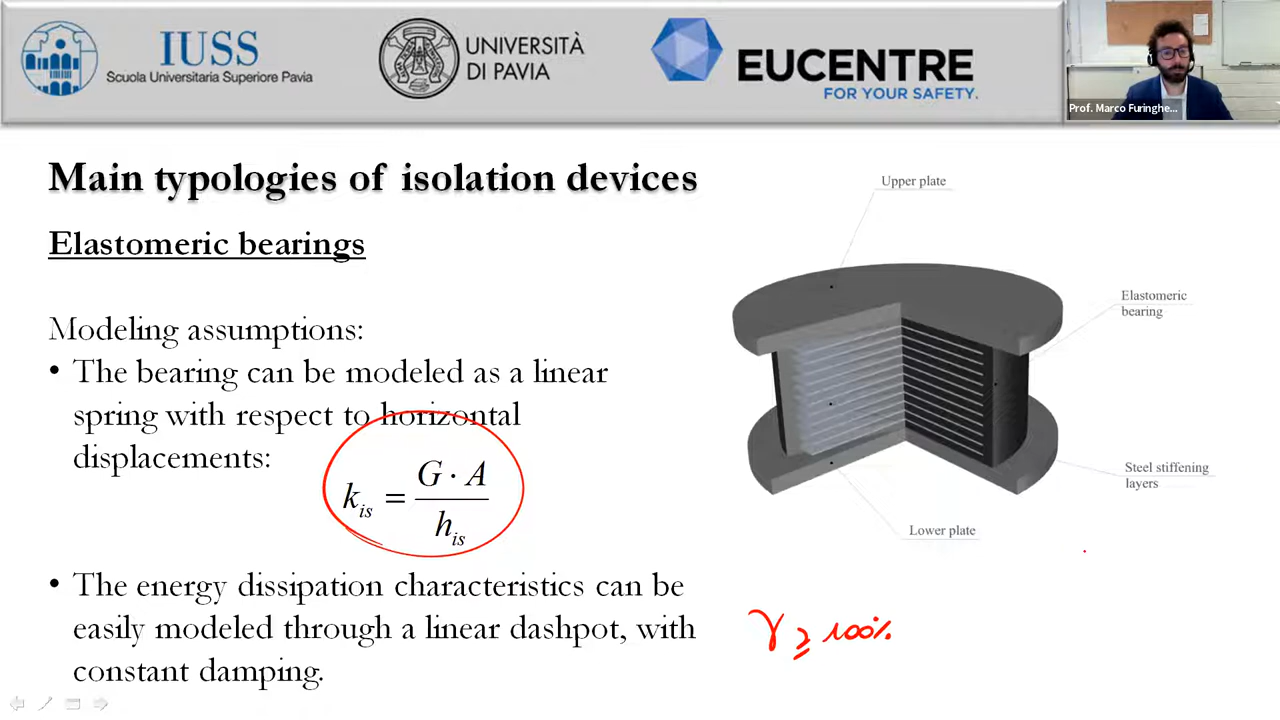 IUSS
Scuola Universitaria Superiore Pavia
UNIVERSITÀ
DI PAVIA
EUCENTRE
FOR YOUR SAFETY.
Prof. Marco Furinghe...
Main typologies of isolation devices
Elastomeric bearings
Modeling assumptions:
• The bearing can be modeled as a linear
spring with respect to horizontal
displacements:
k_is = G · A / h_is
• The energy dissipation characteristics can be
easily modeled through a linear dashpot, with
constant damping.
Upper plate
Elastomeric
bearing
Steel stiffening
layers
Lower plate
γ ≥ 100%